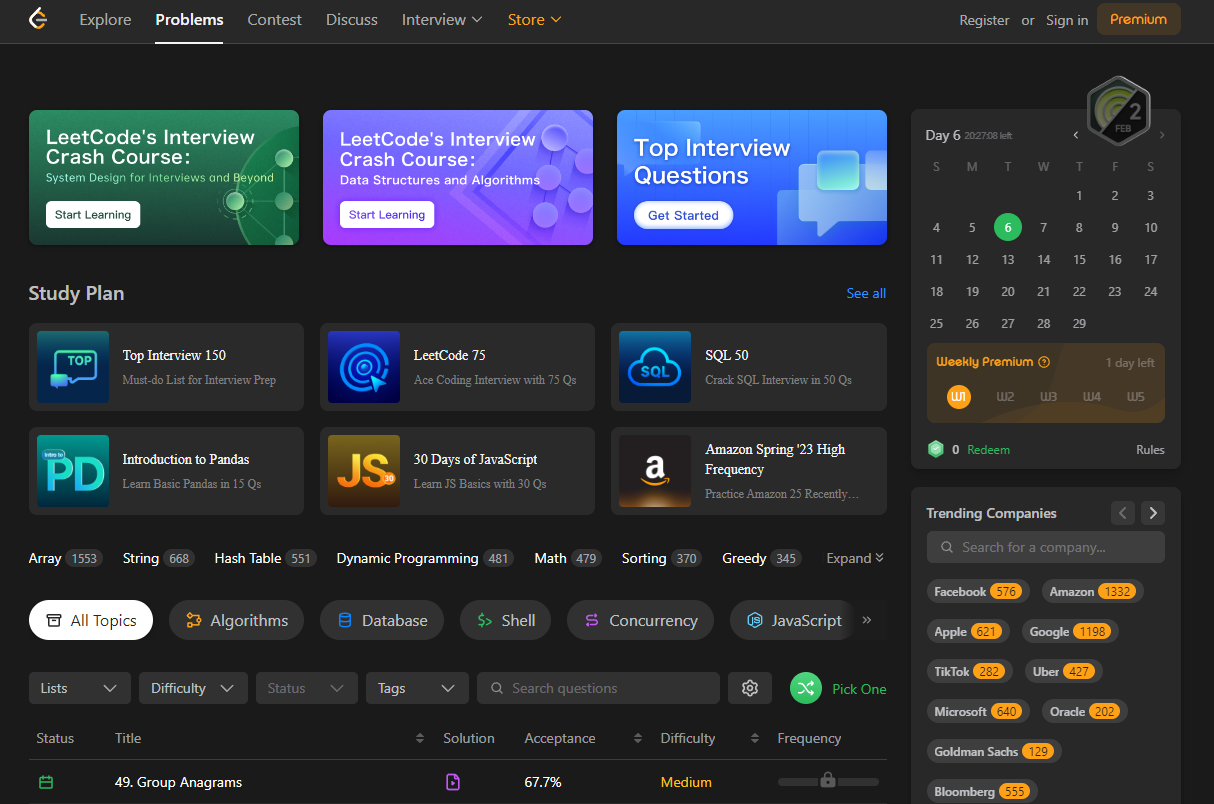 Explore Problems Contest Discuss Interview Store Register or Sign in Premium
LeetCode's Interview
Crash Course:
System Design for Interviews and Beyond
Start Learning
LeetCode's Interview
Crash Course:
Data Structures and Algorithms
Start Learning
Top Interview
Questions
Get Started
Study Plan See all
TOP
Top Interview 150
Must-do List for Interview Prep
LeetCode 75
Ace Coding Interview with 75 Qs
SQL
SQL 50
Crack SQL Interview in 50 Qs
Intro to
PD
Introduction to Pandas
Learn Basic Pandas in 15 Qs
JS 30
30 Days of JavaScript
Learn JS Basics with 30 Qs
a
Amazon Spring '23 High
Frequency
Practice Amazon 25 Recently…
Array 1553 String 668 Hash Table 551 Dynamic Programming 481 Math 479 Sorting 370 Greedy 345 Expand
All Topics Algorithms Database $ Shell Concurrency JavaScript
Lists Difficulty Status Tags Search questions Pick One
Status Title Solution Acceptance Difficulty Frequency
49. Group Anagrams 67.7% Medium
2
FEB
Day 6 20:27:08 left
S M T W T F S
1 2 3
4 5 6 7 8 9 10
11 12 13 14 15 16 17
18 19 20 21 22 23 24
25 26 27 28 29
Weekly Premium ? 1 day left
W1 W2 W3 W4 W5
0 Redeem Rules
Trending Companies
Search for a company...
Facebook 576 Amazon 1332
Apple 621 Google 1198
TikTok 282 Uber 427
Microsoft 640 Oracle 202
Goldman Sachs 129
Bloomberg 555